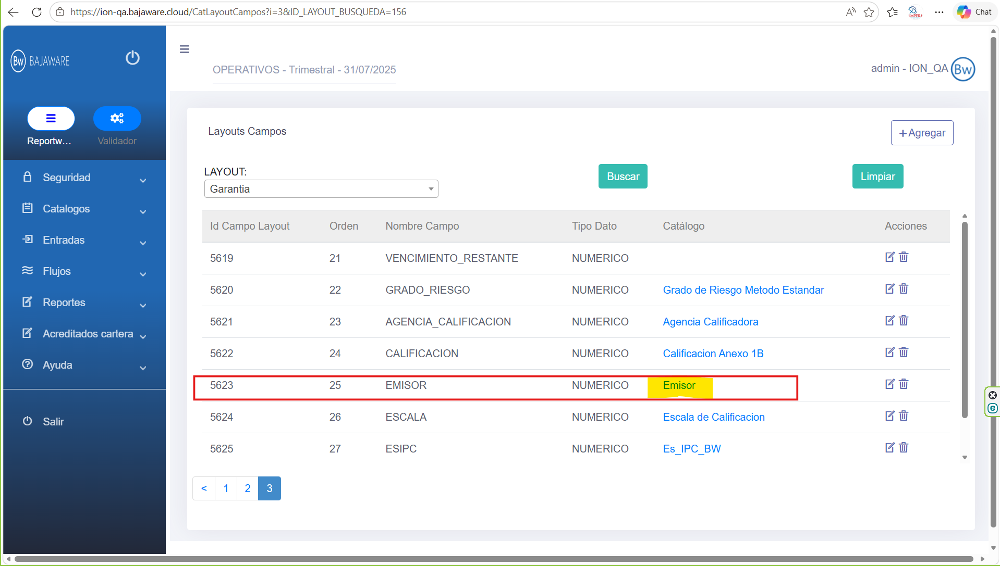 https://ion-qa.bajaware.cloud/CatLayoutCampos?i=3&ID_LAYOUT_BUSQUEDA=156
Chat
Bw BAJAWARE
OPERATIVOS - Trimestral - 31/07/2025
admin - ION_QA Bw
Reportw...
Validador
Seguridad
Catalogos
Entradas
Flujos
Reportes
Acreditados cartera
Ayuda
Salir
Layouts Campos
+Agregar
LAYOUT:
Garantia
Buscar
Limpiar
Id Campo Layout Orden Nombre Campo Tipo Dato Catálogo Acciones
5619 21 VENCIMIENTO_RESTANTE NUMERICO
5620 22 GRADO_RIESGO NUMERICO Grado de Riesgo Metodo Estandar
5621 23 AGENCIA_CALIFICACION NUMERICO Agencia Calificadora
5622 24 CALIFICACION NUMERICO Calificacion Anexo 1B
5623 25 EMISOR NUMERICO Emisor
5624 26 ESCALA NUMERICO Escala de Calificacion
5625 27 ESIPC NUMERICO Es_IPC_BW
< 1 2 3